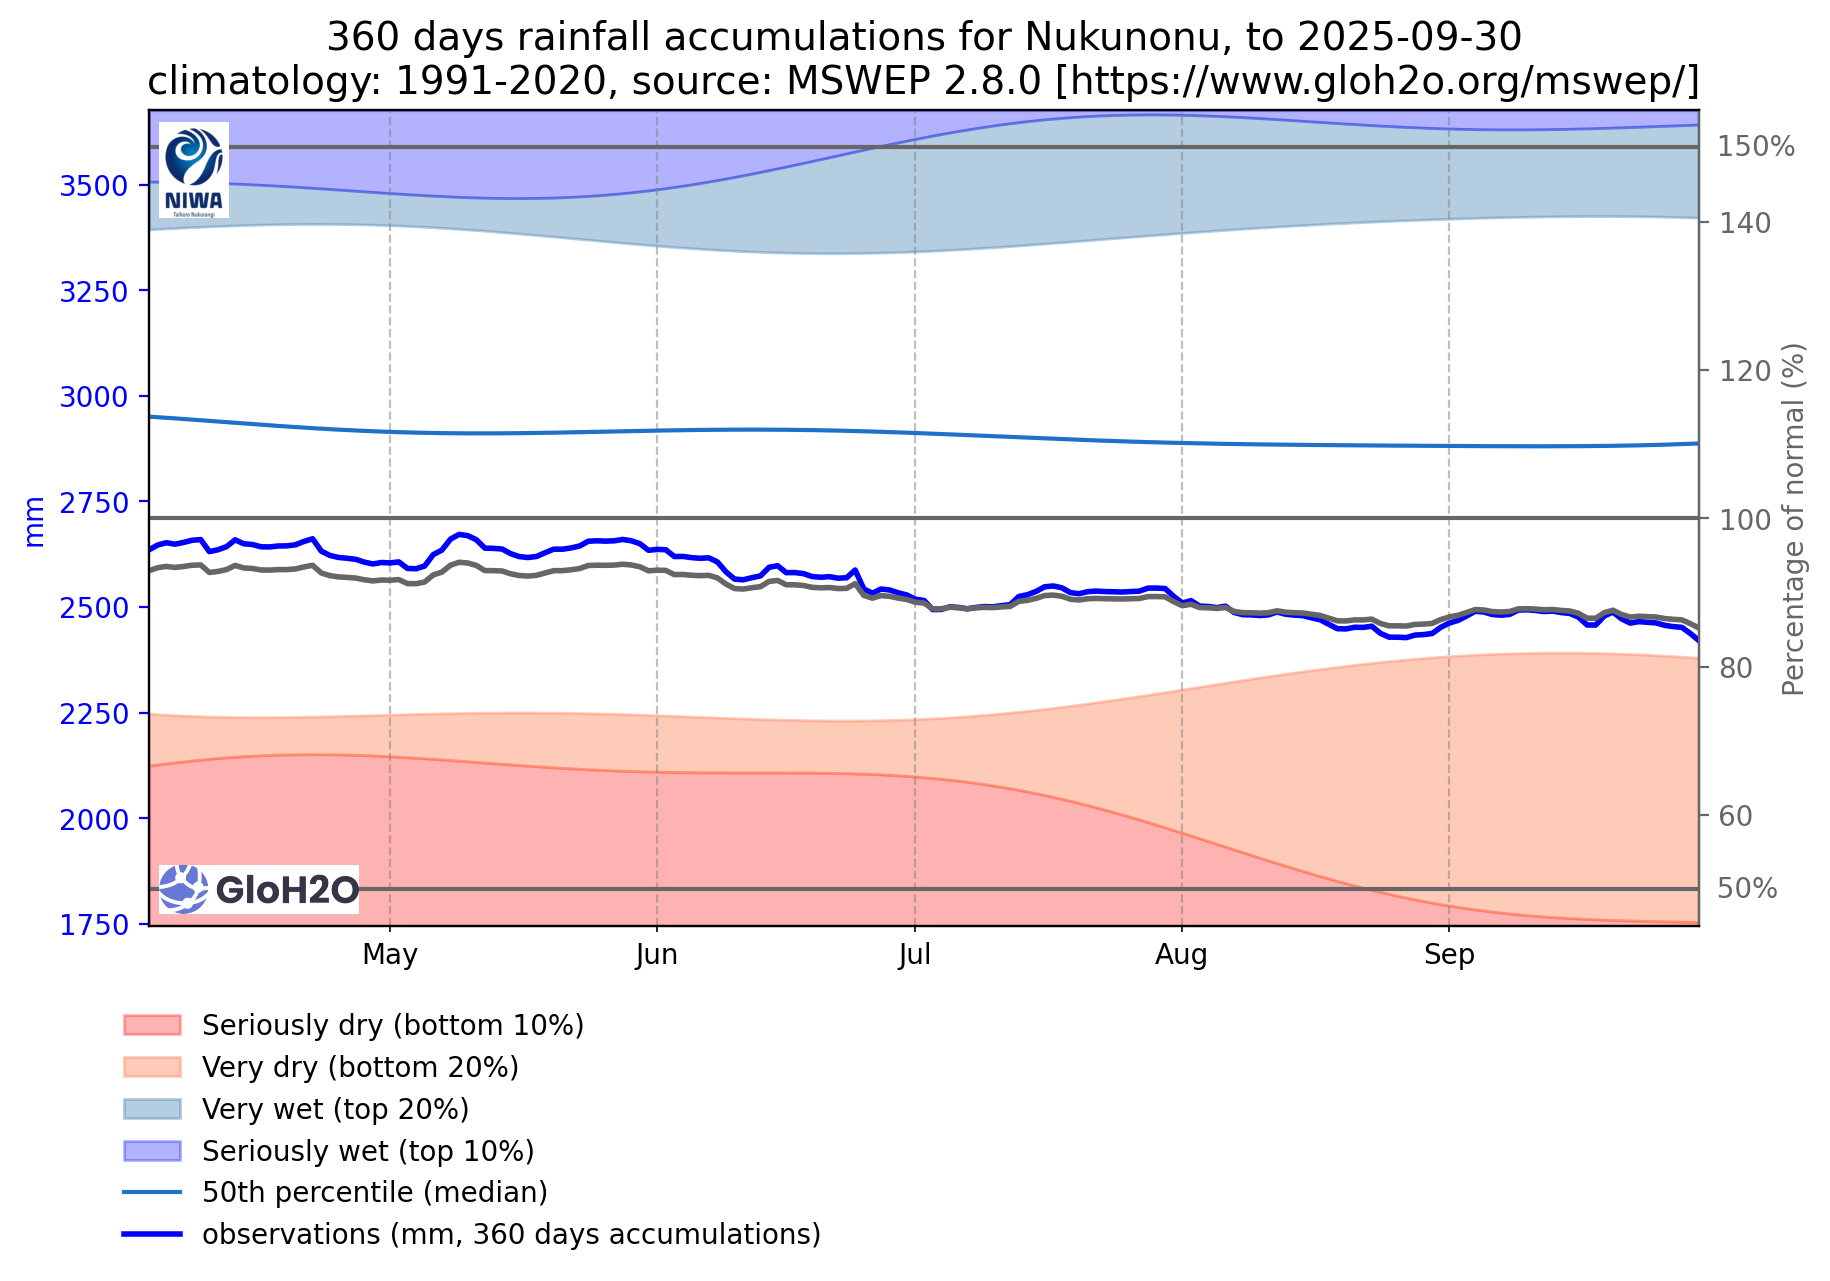 360 days rainfall accumulations for Nukunonu, to 2025-09-30
climatology: 1991-2020, source: MSWEP 2.8.0 [https://www.gloh2o.org/mswep/]
NIWA
Taihoro Nukurangi
150%
3500
140
3250
3000
120
Percentage of normal (%)
2750
mm
100
2500
80
2250
2000
60
GloH2O
50%
1750
May Jun Jul Aug Sep
Seriously dry (bottom 10%)
Very dry (bottom 20%)
Very wet (top 20%)
Seriously wet (top 10%)
50th percentile (median)
observations (mm, 360 days accumulations)